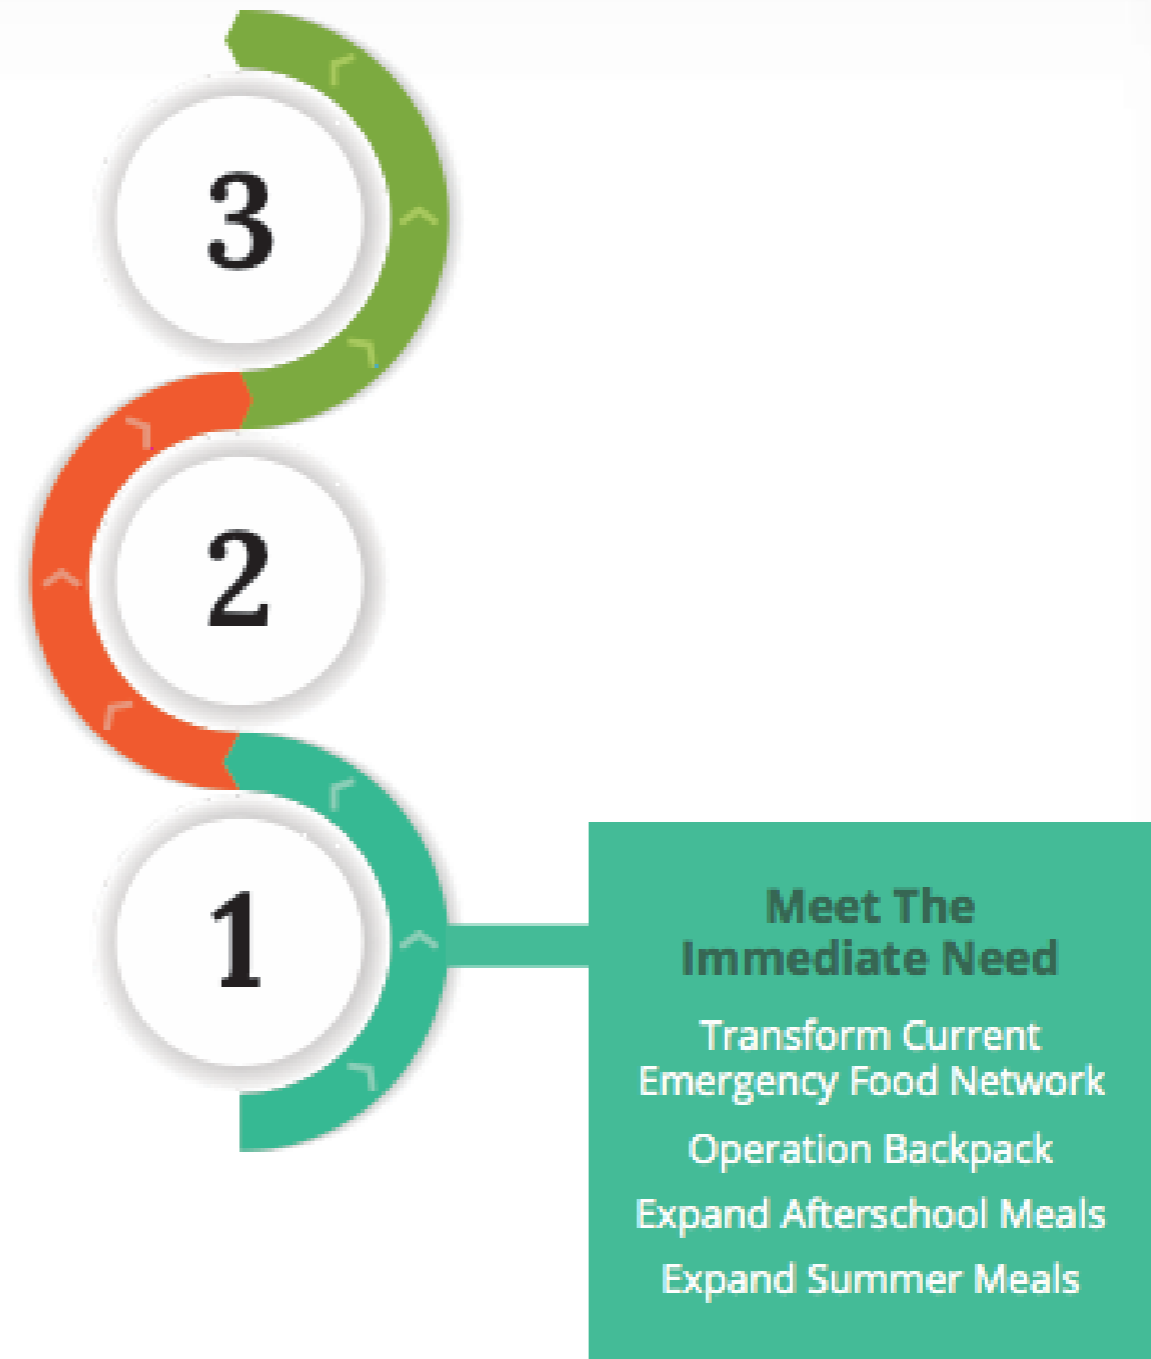 3
2
1
Meet The
Immediate Need
Transform Current
Emergency Food Network
Operation Backpack
Expand Afterschool Meals
Expand Summer Meals